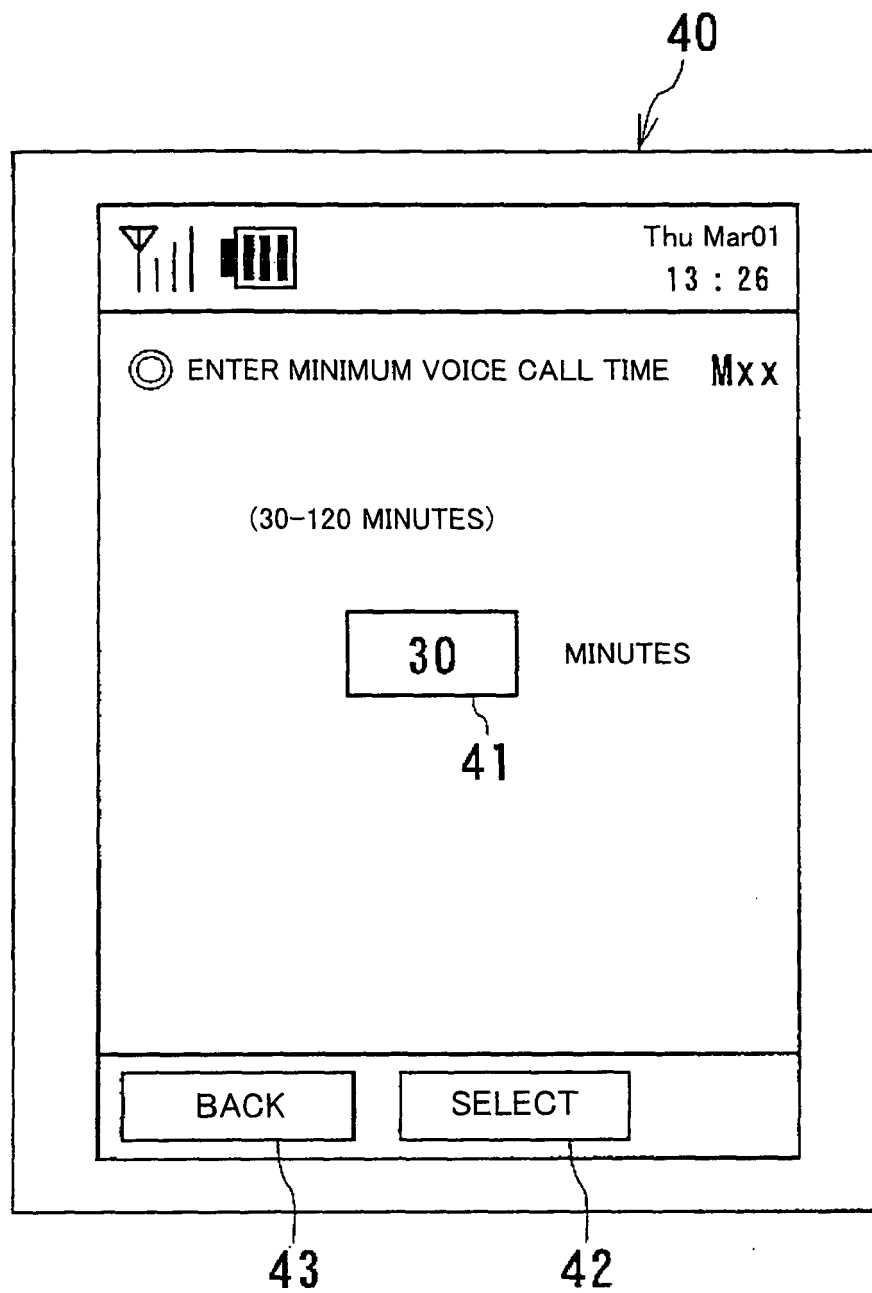 40
Thu Mar01
13 : 26
ENTER MINIMUM VOICE CALL TIME Mxx
(30-120 MINUTES)
30 MINUTES
41
BACK SELECT
43 42